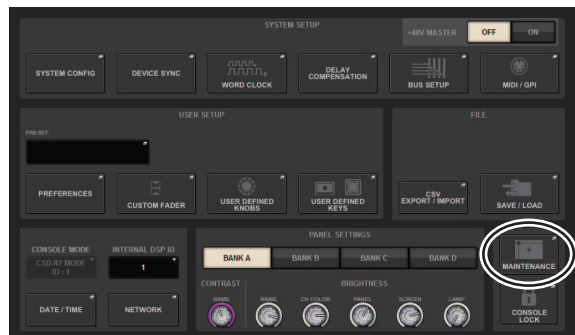 SYSTEM SETUP
+48V MASTER OFF ON
SYSTEM CONFIG DEVICE SYNC WORD CLOCK DELAY COMPENSATION BUS SETUP MIDI / GPI
USER SETUP
FILE
PRESET:
PREFERENCES CUSTOM FADER USER DEFINED KNOBS USER DEFINED KEYS CSV EXPORT / IMPORT SAVE / LOAD
PANEL SETTINGS
CONSOLE MODE INTERNAL DSP ID
CSD-R7 MODE
ID : 1
1
BANK A BANK B BANK C BANK D
MAINTENANCE
CONTRAST BRIGHTNESS
NAME NAME CH COLOR PANEL SCREEN LAMP
DATE / TIME NETWORK
CONSOLE LOCK